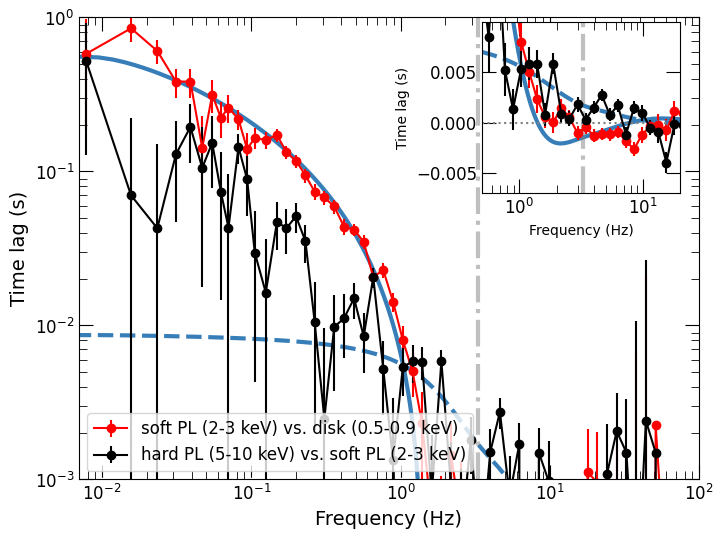 Time lag (s)
10⁰
10⁻¹
10⁻²
10⁻³
10⁻²
10⁻¹
10⁰
10¹
10²
Frequency (Hz)
soft PL (2-3 keV) vs. disk (0.5-0.9 keV)
hard PL (5-10 keV) vs. soft PL (2-3 keV)
Time lag (s)
0.005
0.000
−0.005
10⁰
10¹
Frequency (Hz)